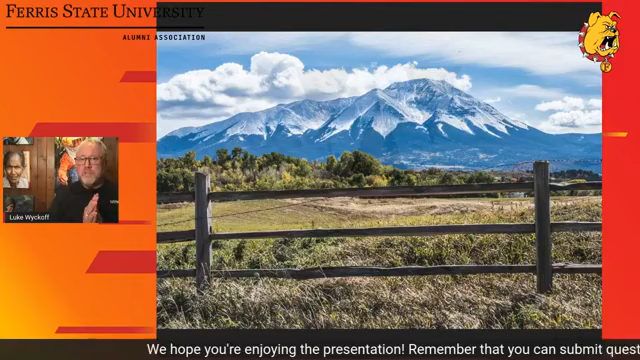 FERRIS STATE UNIVERSITY
ALUMNI ASSOCIATION
Luke Wyckoff
We hope you're enjoying the presentation! Remember that you can submit quest